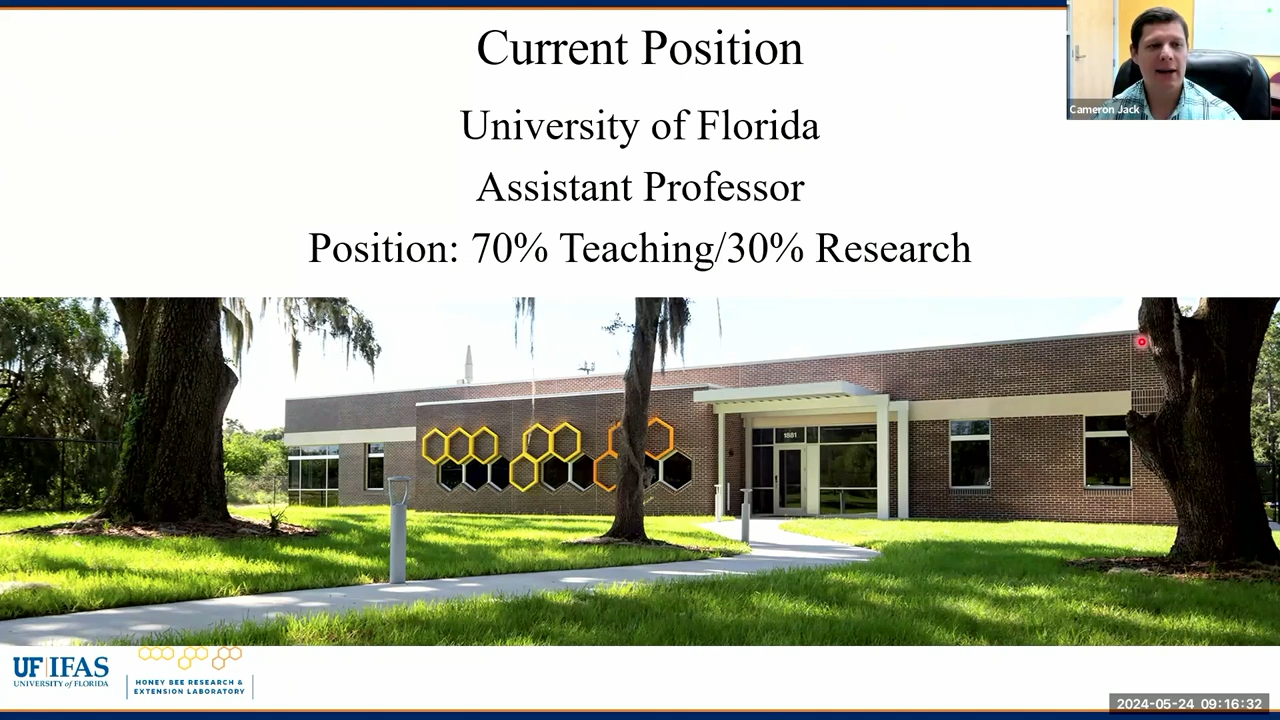 Current Position
Cameron Jack
University of Florida
Assistant Professor
Position: 70% Teaching/30% Research
1881
UF|IFAS
UNIVERSITY of FLORIDA
HONEY BEE RESEARCH &
EXTENSION LABORATORY
2024-05-24 09:16:32